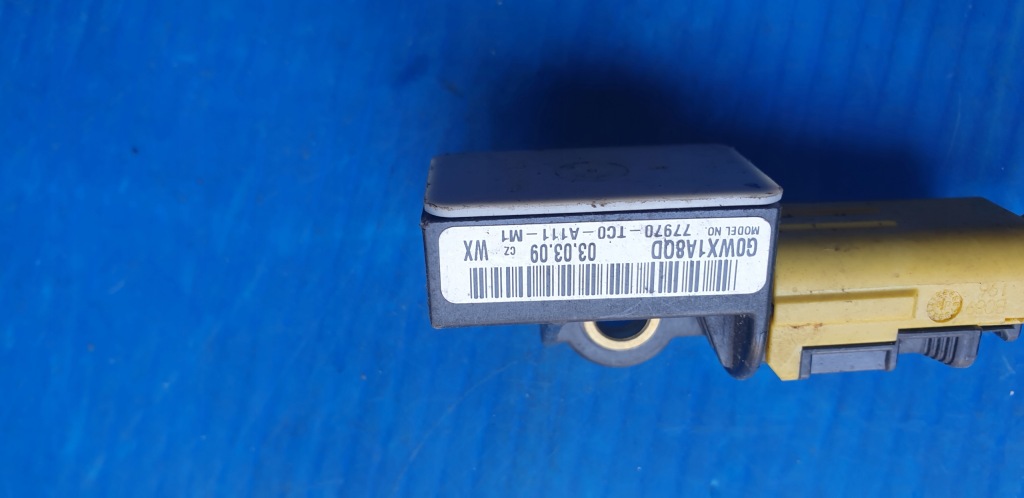 G0WX1A8QD 03.03.09 CZ WX
MODEL NO. 77970-TC0-A111-M1